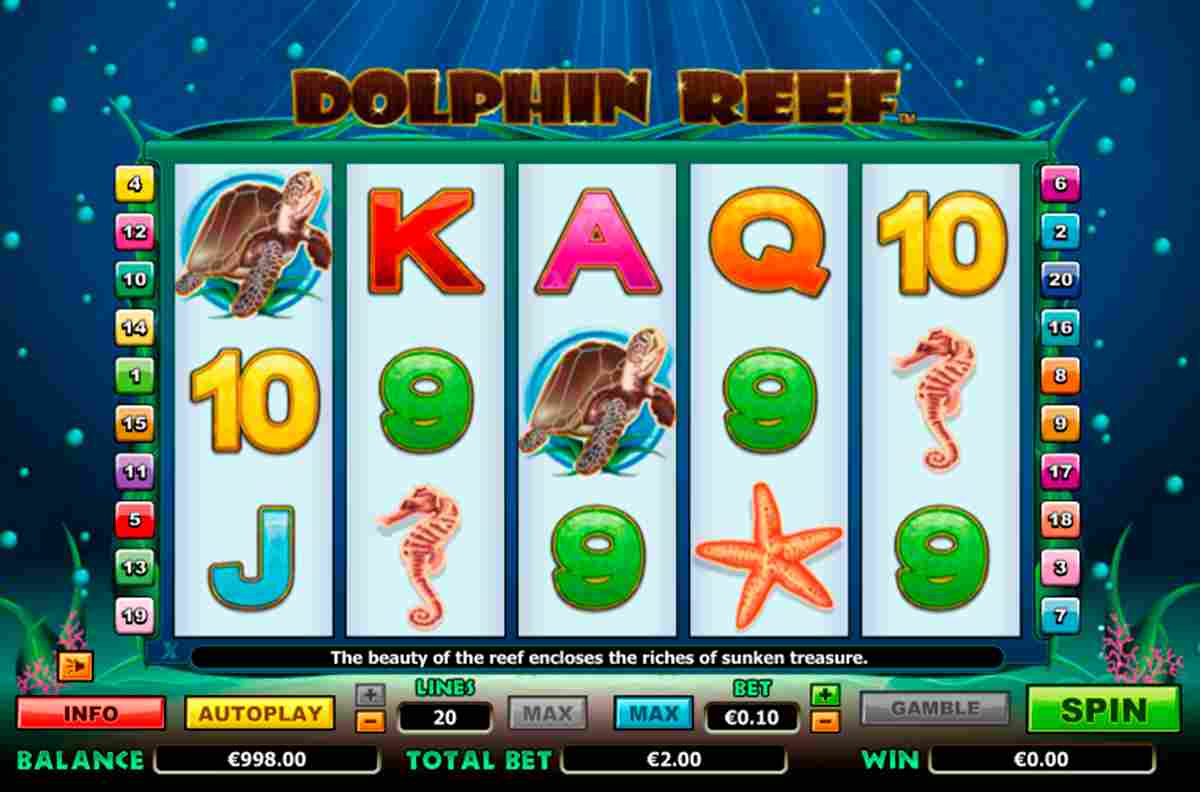 DOLPHIN REEF™
4 K A Q 10 6
12 2
10 20
14 16
1 10 9 9 8
15 9
11 17
5 J 9 9 18
13 3
19 7
The beauty of the reef encloses the riches of sunken treasure.
LINES BET
+ +
INFO AUTOPLAY - 20 MAX MAX €0.10 - GAMBLE SPIN
BALANCE €998.00 TOTAL BET €2.00 WIN €0.00